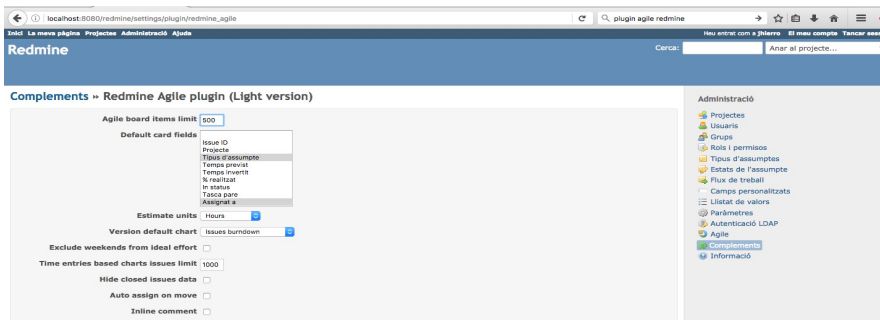 localhost:8080/redmine/settings/plugin/redmine_agile
plugin agile redmine
Inici La meva pàgina Projectes Administració Ajuda
Heu entrat com a jhierro El meu compte Tancar
Redmine
Cerca:
Anar al projecte...
Complements » Redmine Agile plugin (Light version)
Agile board items limit 500
Default card fields
Issue ID
Projecte
Tipus d'assumpte
Temps previst
Temps invertit
% realitzat
In status
Tasca pare
Assignat a
Estimate units Hours
Version default chart Issues burndown
Exclude weekends from ideal effort
Time entries based charts issues limit 1000
Hide closed issues data
Auto assign on move
Inline comment
Administració
Projectes
Usuaris
Grups
Rols i permisos
Tipus d'assumptes
Estats de l'assumpte
Flux de treball
Camps personalitzats
Llistat de valors
Paràmetres
Autenticació LDAP
Agile
Complements
Informació